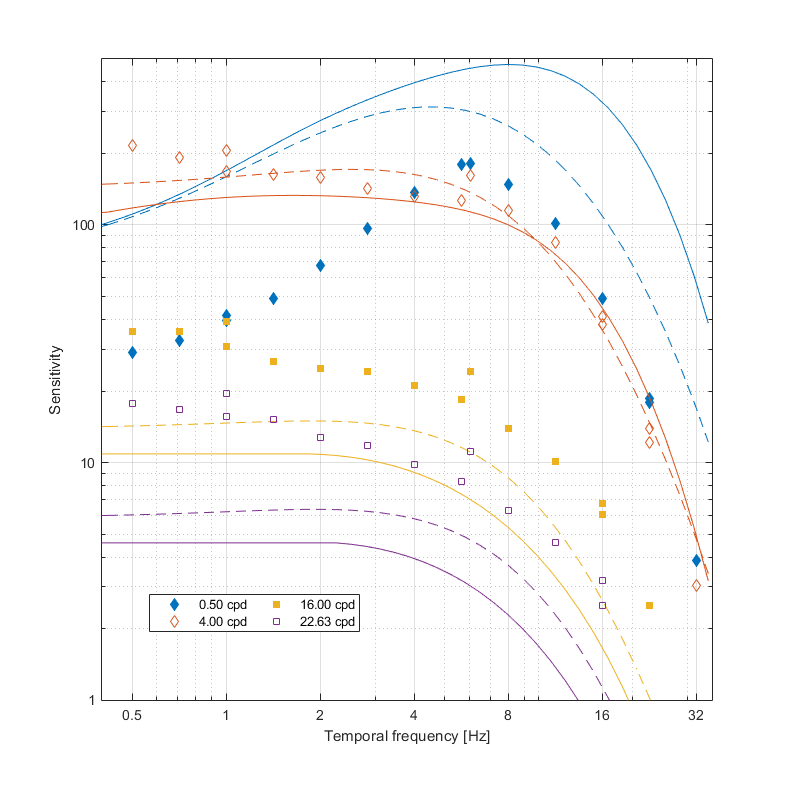 100
10
1
Sensitivity
0.50 cpd 16.00 cpd
4.00 cpd 22.63 cpd
0.5 1 2 4 8 16 32
Temporal frequency [Hz]